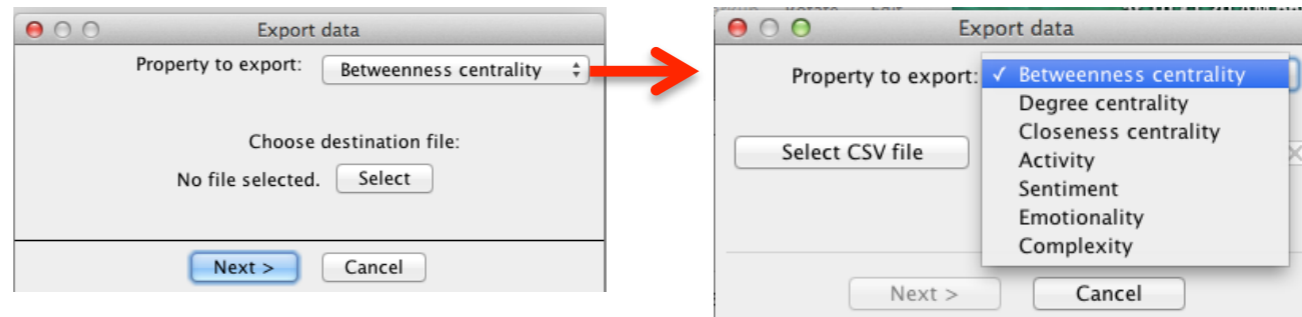 Export data
Property to export: Betweenness centrality
Choose destination file:
No file selected. Select
Next > Cancel
Export data
Property to export: ✓ Betweenness centrality
Degree centrality
Closeness centrality
Select CSV file
Activity
Sentiment
Emotionality
Complexity
Next > Cancel